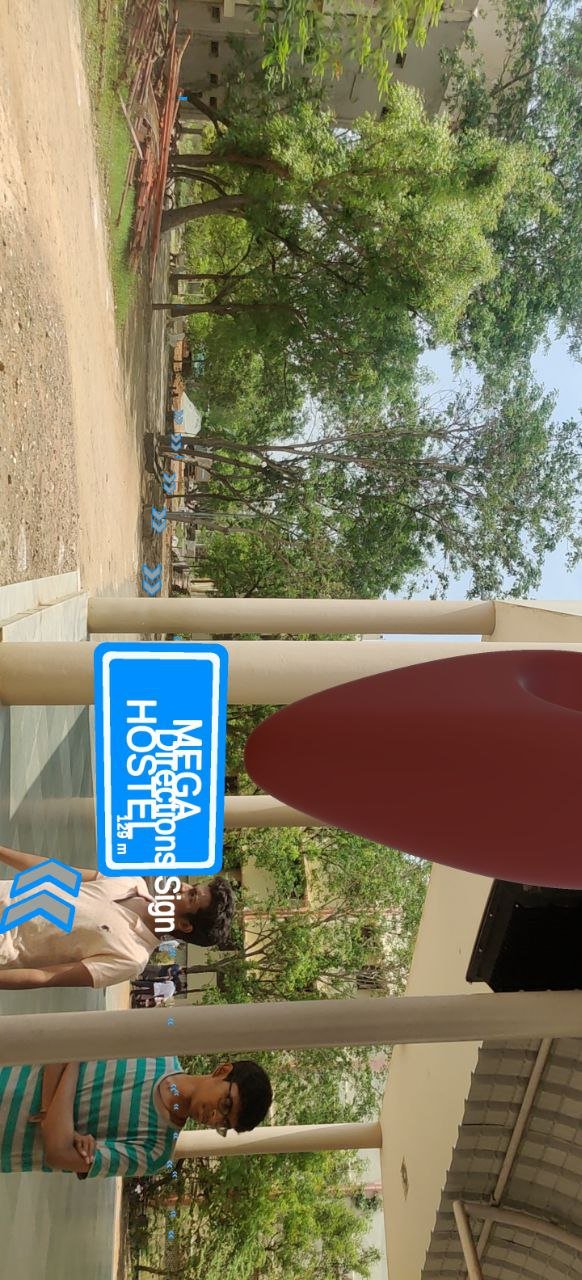 MEGA
Directions Sign
HOSTEL
129 m